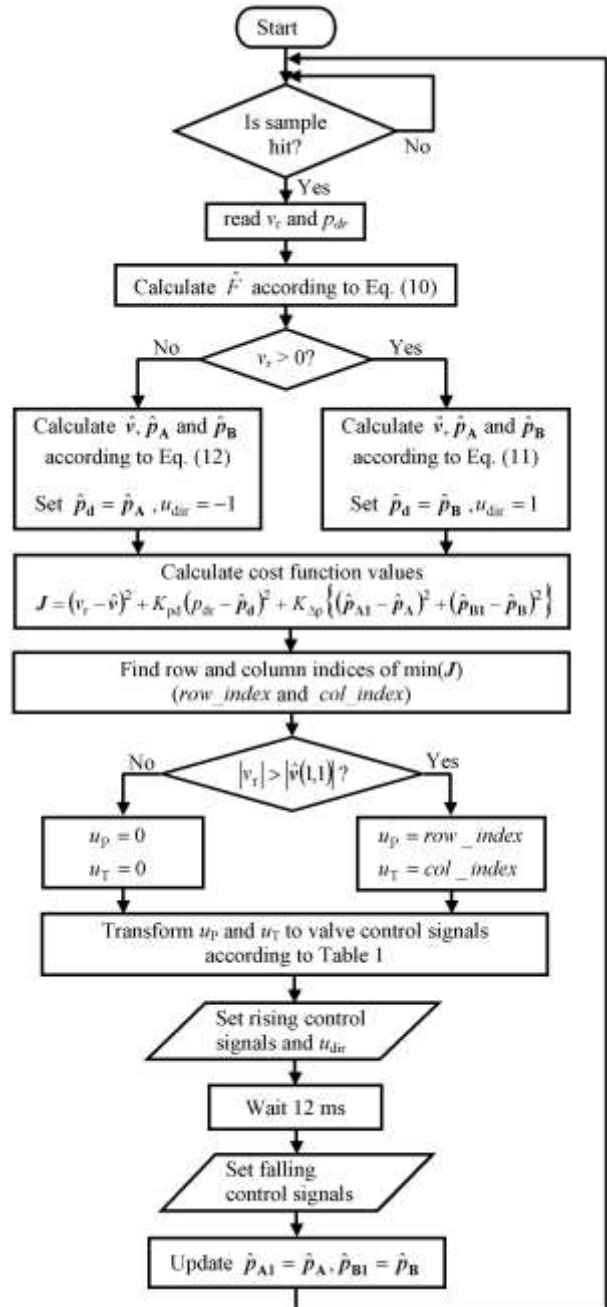 Start
Is sample
hit?
No
Yes
read v_r and p_dr
Calculate F̂ according to Eq. (10)
No
v_r > 0?
Yes
Calculate v̂, p̂_A and p̂_B
according to Eq. (12)
Set p̂_d = p̂_A , u_dir = −1
Calculate v̂, p̂_A and p̂_B
according to Eq. (11)
Set p̂_d = p̂_B , u_dir = 1
Calculate cost function values
J = (v_r − v̂)² + K_pd(p_dr − p̂_d)² + K_Δp{(p̂_A1 − p̂_A)² + (p̂_B1 − p̂_B)²}
Find row and column indices of min(J)
(row_index and col_index)
No
|v_r| > |v̂(1,1)| ?
Yes
u_P = 0
u_T = 0
u_P = row _ index
u_T = col _ index
Transform u_P and u_T to valve control signals
according to Table 1
Set rising control
signals and u_dir
Wait 12 ms
Set falling
control signals
Update p̂_A1 = p̂_A, p̂_B1 = p̂_B